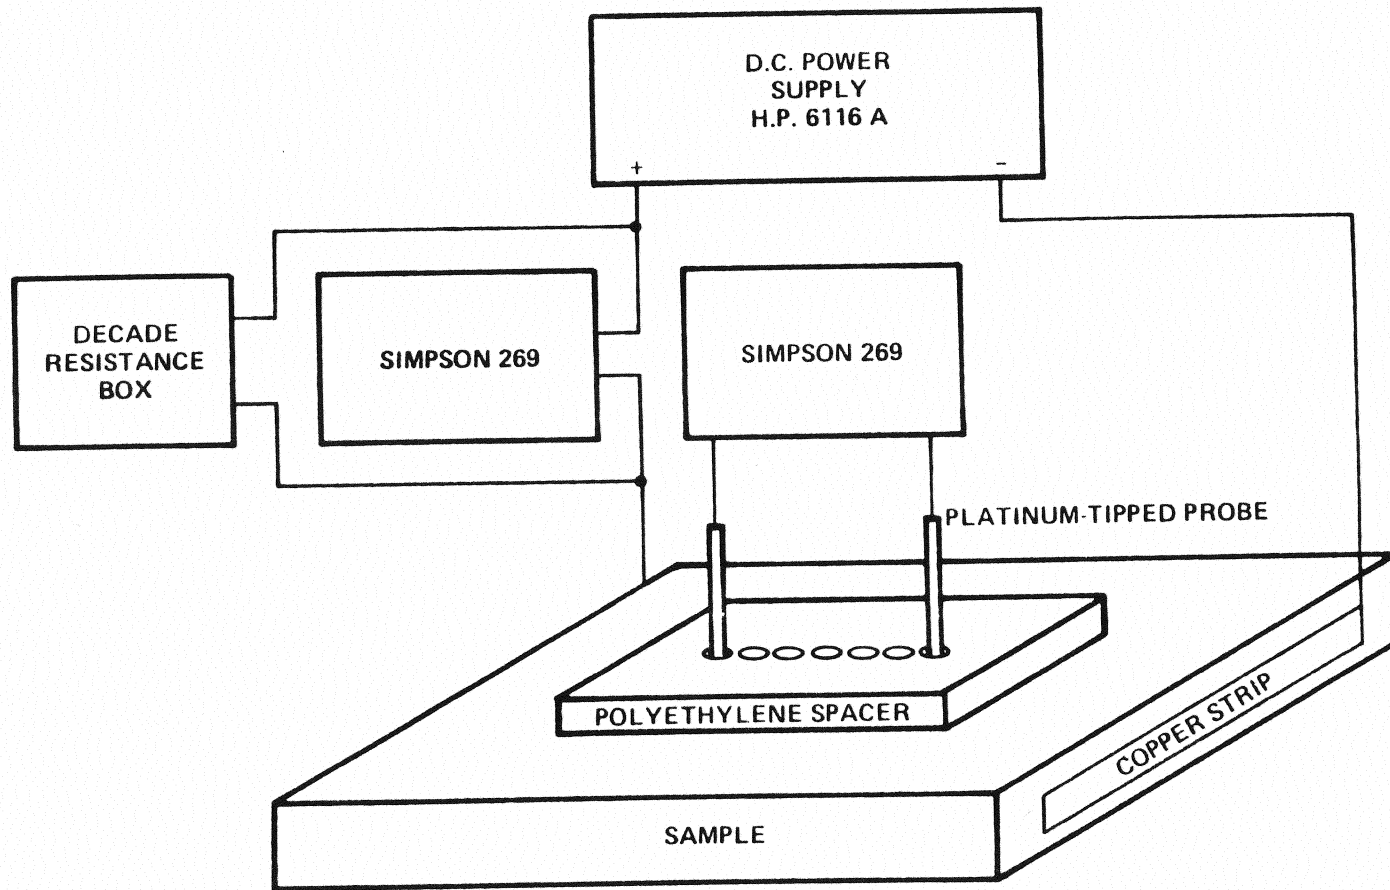 D.C. POWER
SUPPLY
H.P. 6116 A
+
-
DECADE
RESISTANCE
BOX
SIMPSON 269
SIMPSON 269
PLATINUM-TIPPED PROBE
POLYETHYLENE SPACER
COPPER STRIP
SAMPLE